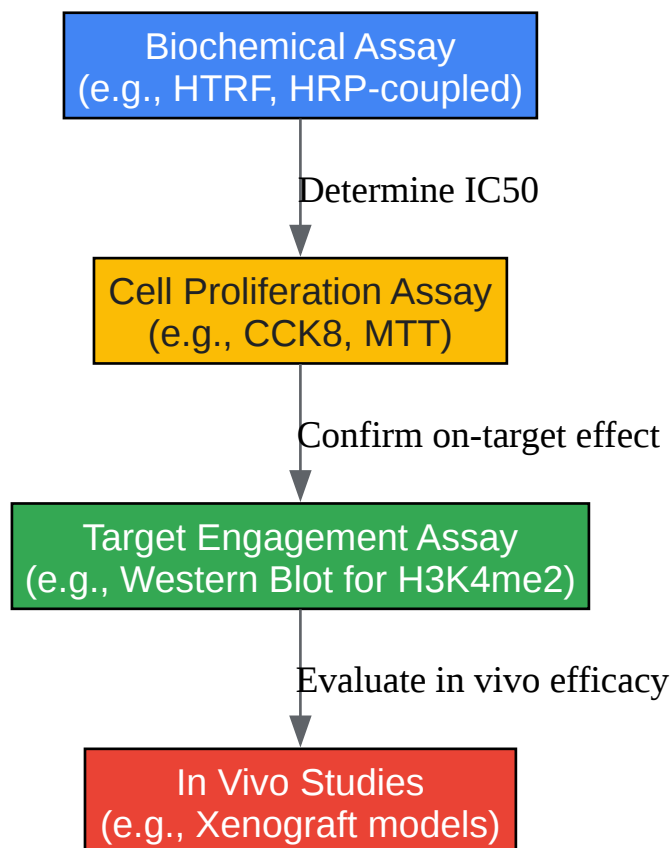 Biochemical Assay
(e.g., HTRF, HRP-coupled)
Determine IC50
Cell Proliferation Assay
(e.g., CCK8, MTT)
Confirm on-target effect
Target Engagement Assay
(e.g., Western Blot for H3K4me2)
Evaluate in vivo efficacy
In Vivo Studies
(e.g., Xenograft models)